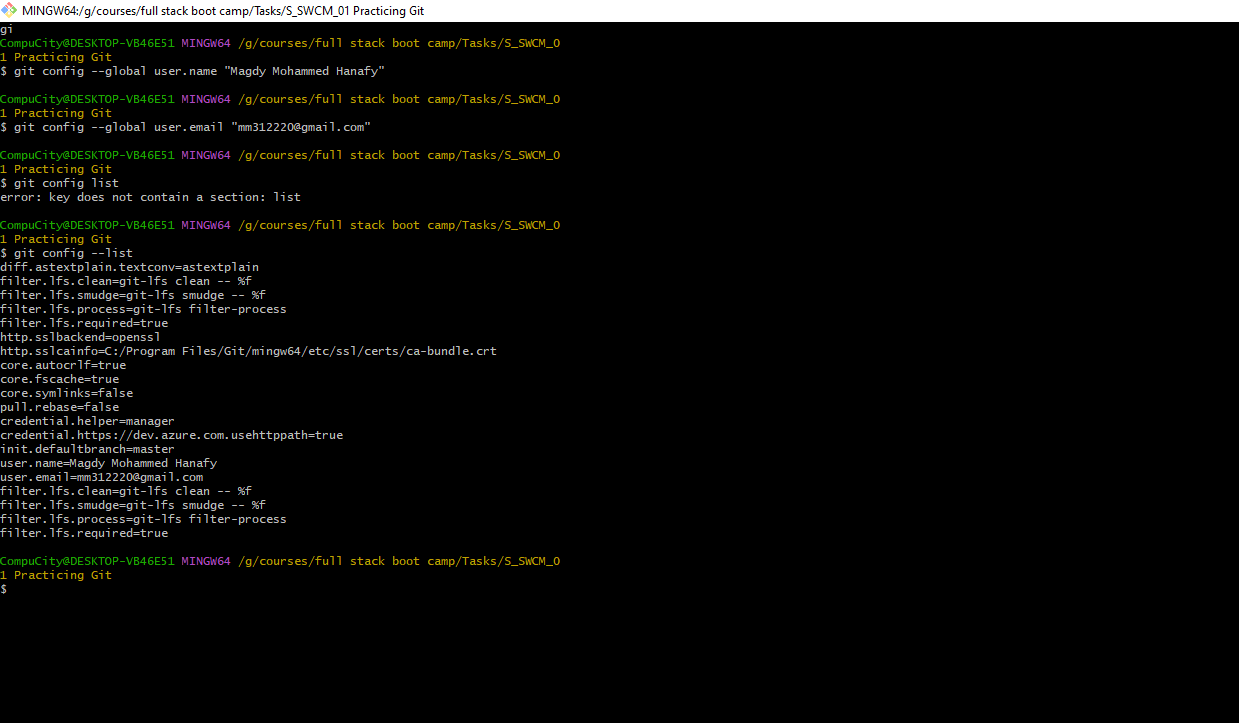 MINGW64:/g/courses/full stack boot camp/Tasks/S_SWCM_01 Practicing Git
gi
CompuCity@DESKTOP-VB46E51 MINGW64 /g/courses/full stack boot camp/Tasks/S_SWCM_0
1 Practicing Git
$ git config --global user.name "Magdy Mohammed Hanafy"

CompuCity@DESKTOP-VB46E51 MINGW64 /g/courses/full stack boot camp/Tasks/S_SWCM_0
1 Practicing Git
$ git config --global user.email "mm312220@gmail.com"

CompuCity@DESKTOP-VB46E51 MINGW64 /g/courses/full stack boot camp/Tasks/S_SWCM_0
1 Practicing Git
$ git config list
error: key does not contain a section: list

CompuCity@DESKTOP-VB46E51 MINGW64 /g/courses/full stack boot camp/Tasks/S_SWCM_0
1 Practicing Git
$ git config --list
diff.astextplain.textconv=astextplain
filter.lfs.clean=git-lfs clean -- %f
filter.lfs.smudge=git-lfs smudge -- %f
filter.lfs.process=git-lfs filter-process
filter.lfs.required=true
http.sslbackend=openssl
http.sslcainfo=C:/Program Files/Git/mingw64/etc/ssl/certs/ca-bundle.crt
core.autocrlf=true
core.fscache=true
core.symlinks=false
pull.rebase=false
credential.helper=manager
credential.https://dev.azure.com.usehttppath=true
init.defaultbranch=master
user.name=Magdy Mohammed Hanafy
user.email=mm312220@gmail.com
filter.lfs.clean=git-lfs clean -- %f
filter.lfs.smudge=git-lfs smudge -- %f
filter.lfs.process=git-lfs filter-process
filter.lfs.required=true

CompuCity@DESKTOP-VB46E51 MINGW64 /g/courses/full stack boot camp/Tasks/S_SWCM_0
1 Practicing Git
$